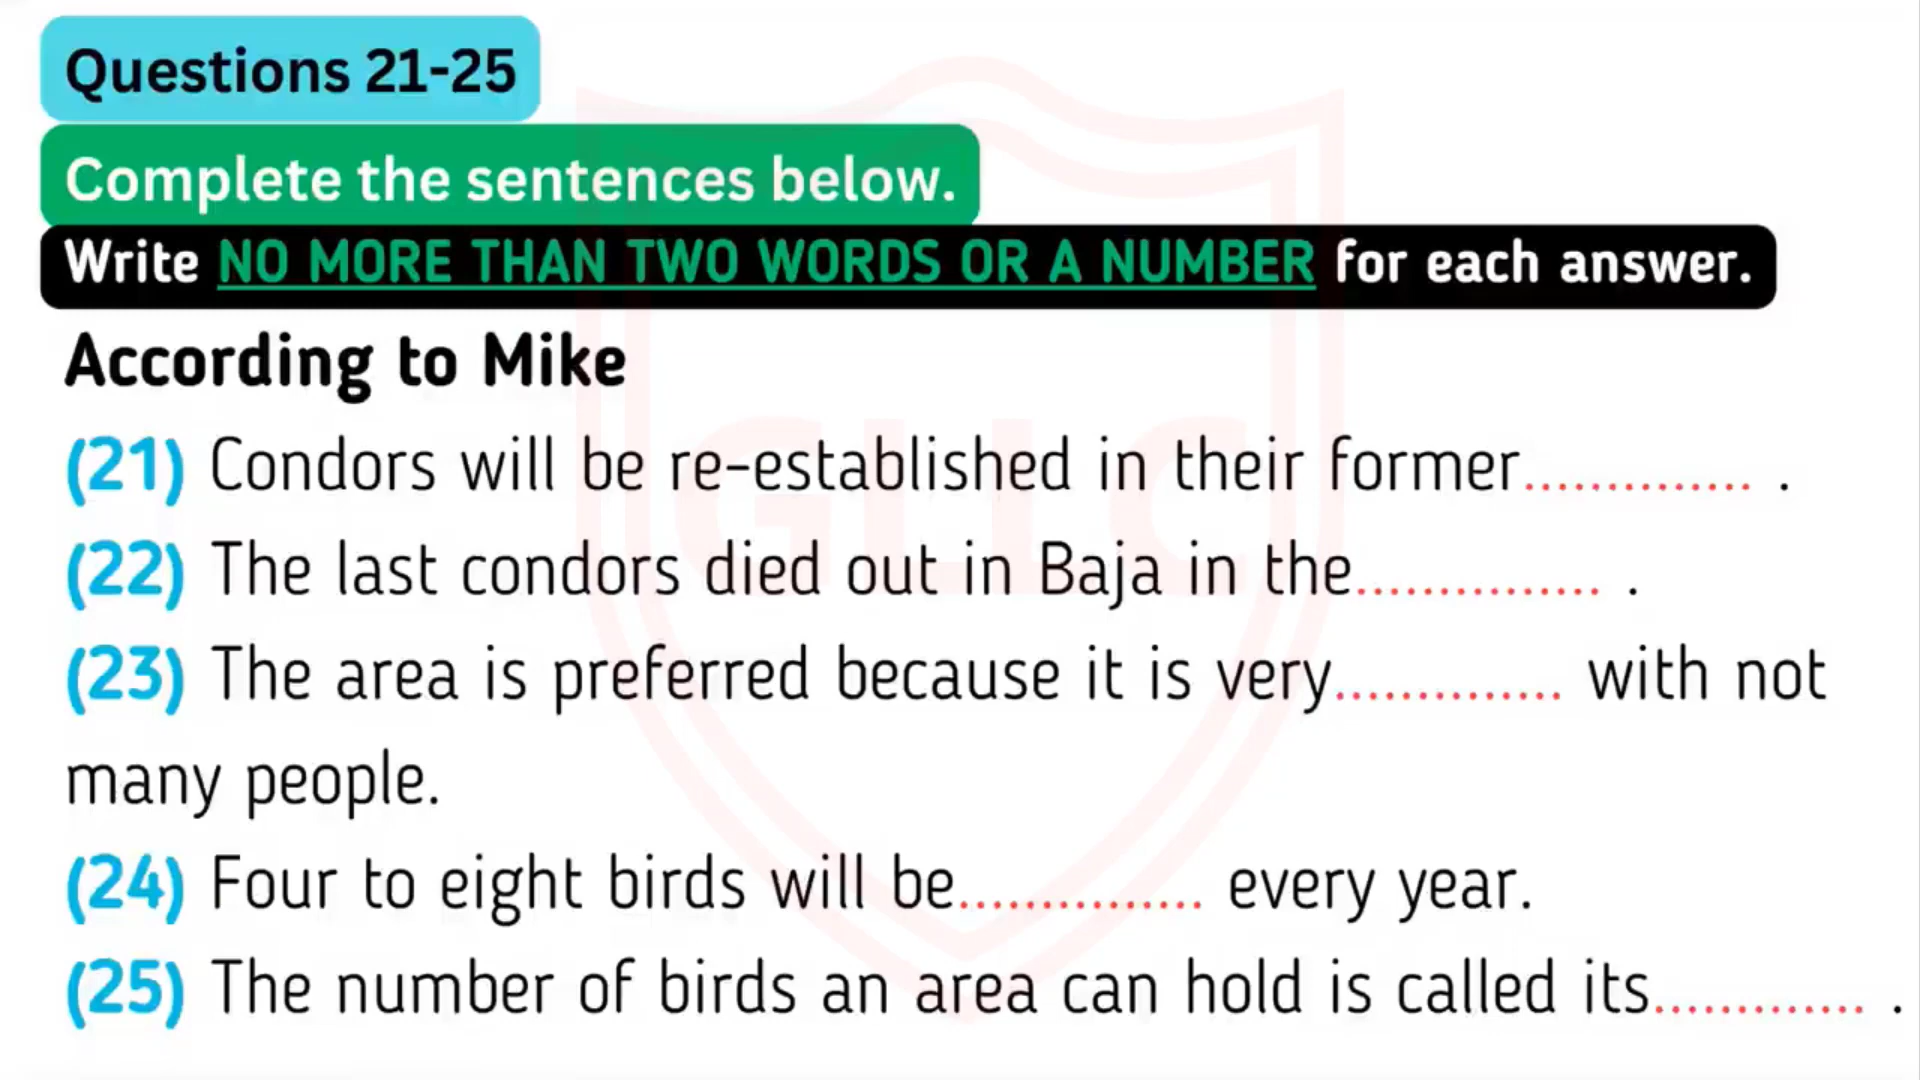 Questions 21-25
Complete the sentences below.
Write NO MORE THAN TWO WORDS OR A NUMBER for each answer.
According to Mike
(21) Condors will be re-established in their former.............. .
(22) The last condors died out in Baja in the............... .
(23) The area is preferred because it is very.............. with not
many people.
(24) Four to eight birds will be............... every year.
(25) The number of birds an area can hold is called its............. .
GLLC